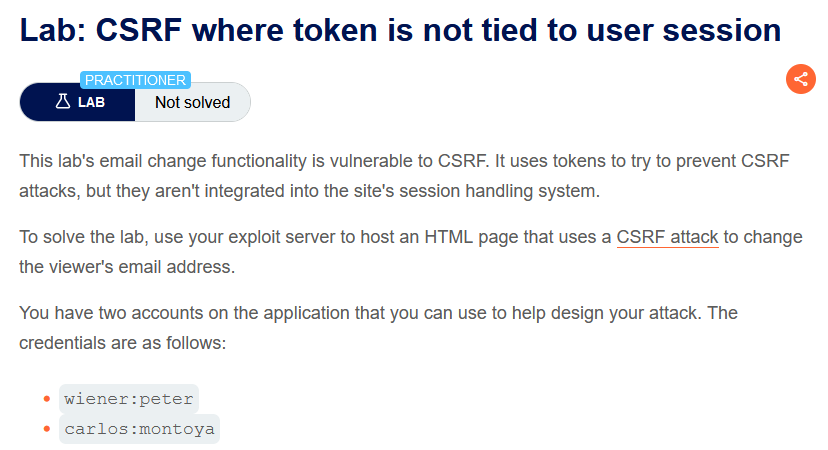 Lab: CSRF where token is not tied to user session
PRACTITIONER
LAB Not solved
This lab's email change functionality is vulnerable to CSRF. It uses tokens to try to prevent CSRF
attacks, but they aren't integrated into the site's session handling system.
To solve the lab, use your exploit server to host an HTML page that uses a CSRF attack to change
the viewer's email address.
You have two accounts on the application that you can use to help design your attack. The
credentials are as follows:
wiener:peter
carlos:montoya